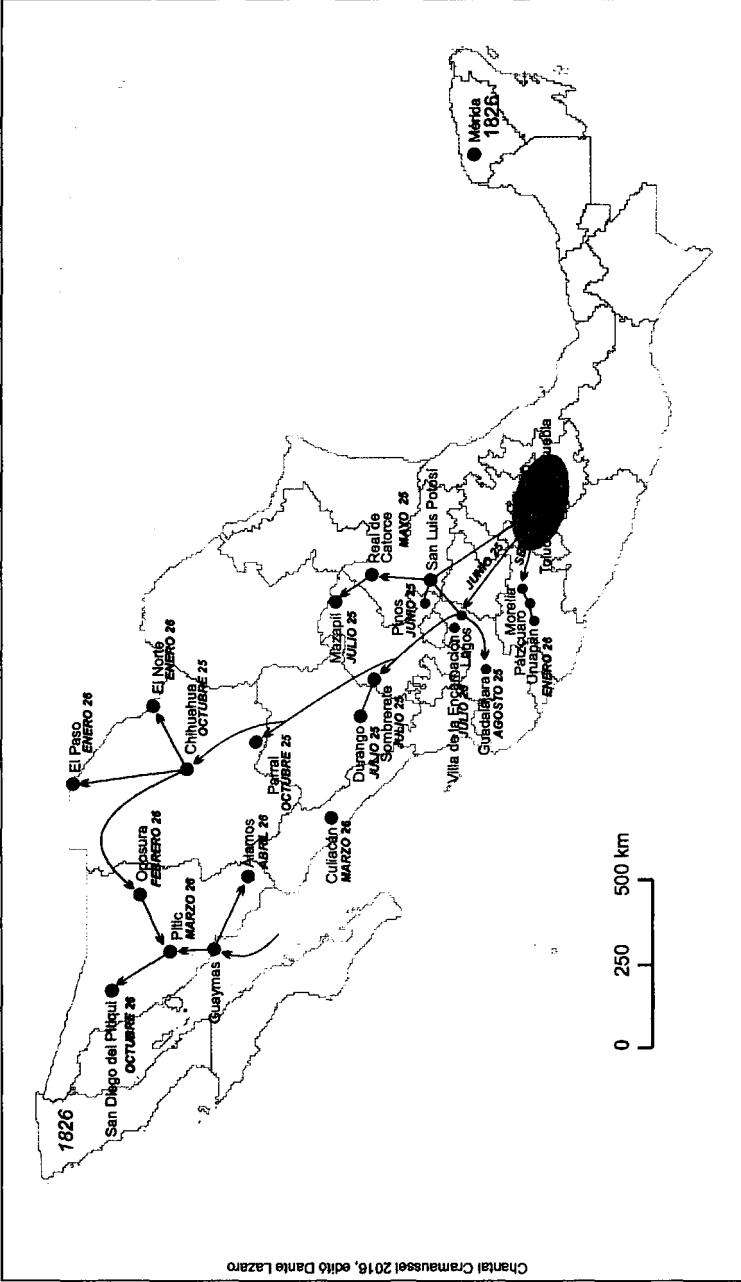 1826
San Diego del Pitiqui
OCTUBRE 26
Oposura
FEBRERO 26
Pitic
MARZO 26
Guaymas
Alamos
ABRIL 26
El Paso
ENERO 26
El Norte
ENERO 26
Chihuahua
OCTUBRE 25
Parral
OCTUBRE 25
Culiacán
MARZO 26
Durango
JULIO 25
Sombrerete
JULIO 25
Mazapil
JULIO 25
Real de
Catorce
MAYO 25
Pinos
JUNIO 25
San Luis Potosí
Villa de la Encarnación
JULIO 25
Lagos
Guadalajara
AGOSTO 25
JUNIO 25
Morelia
Pátzcuaro
Uruapan
ENERO 26
Mérida
1826
0 250 500 km
Chantal Cramaussel 2016, editó Dante Lazaro